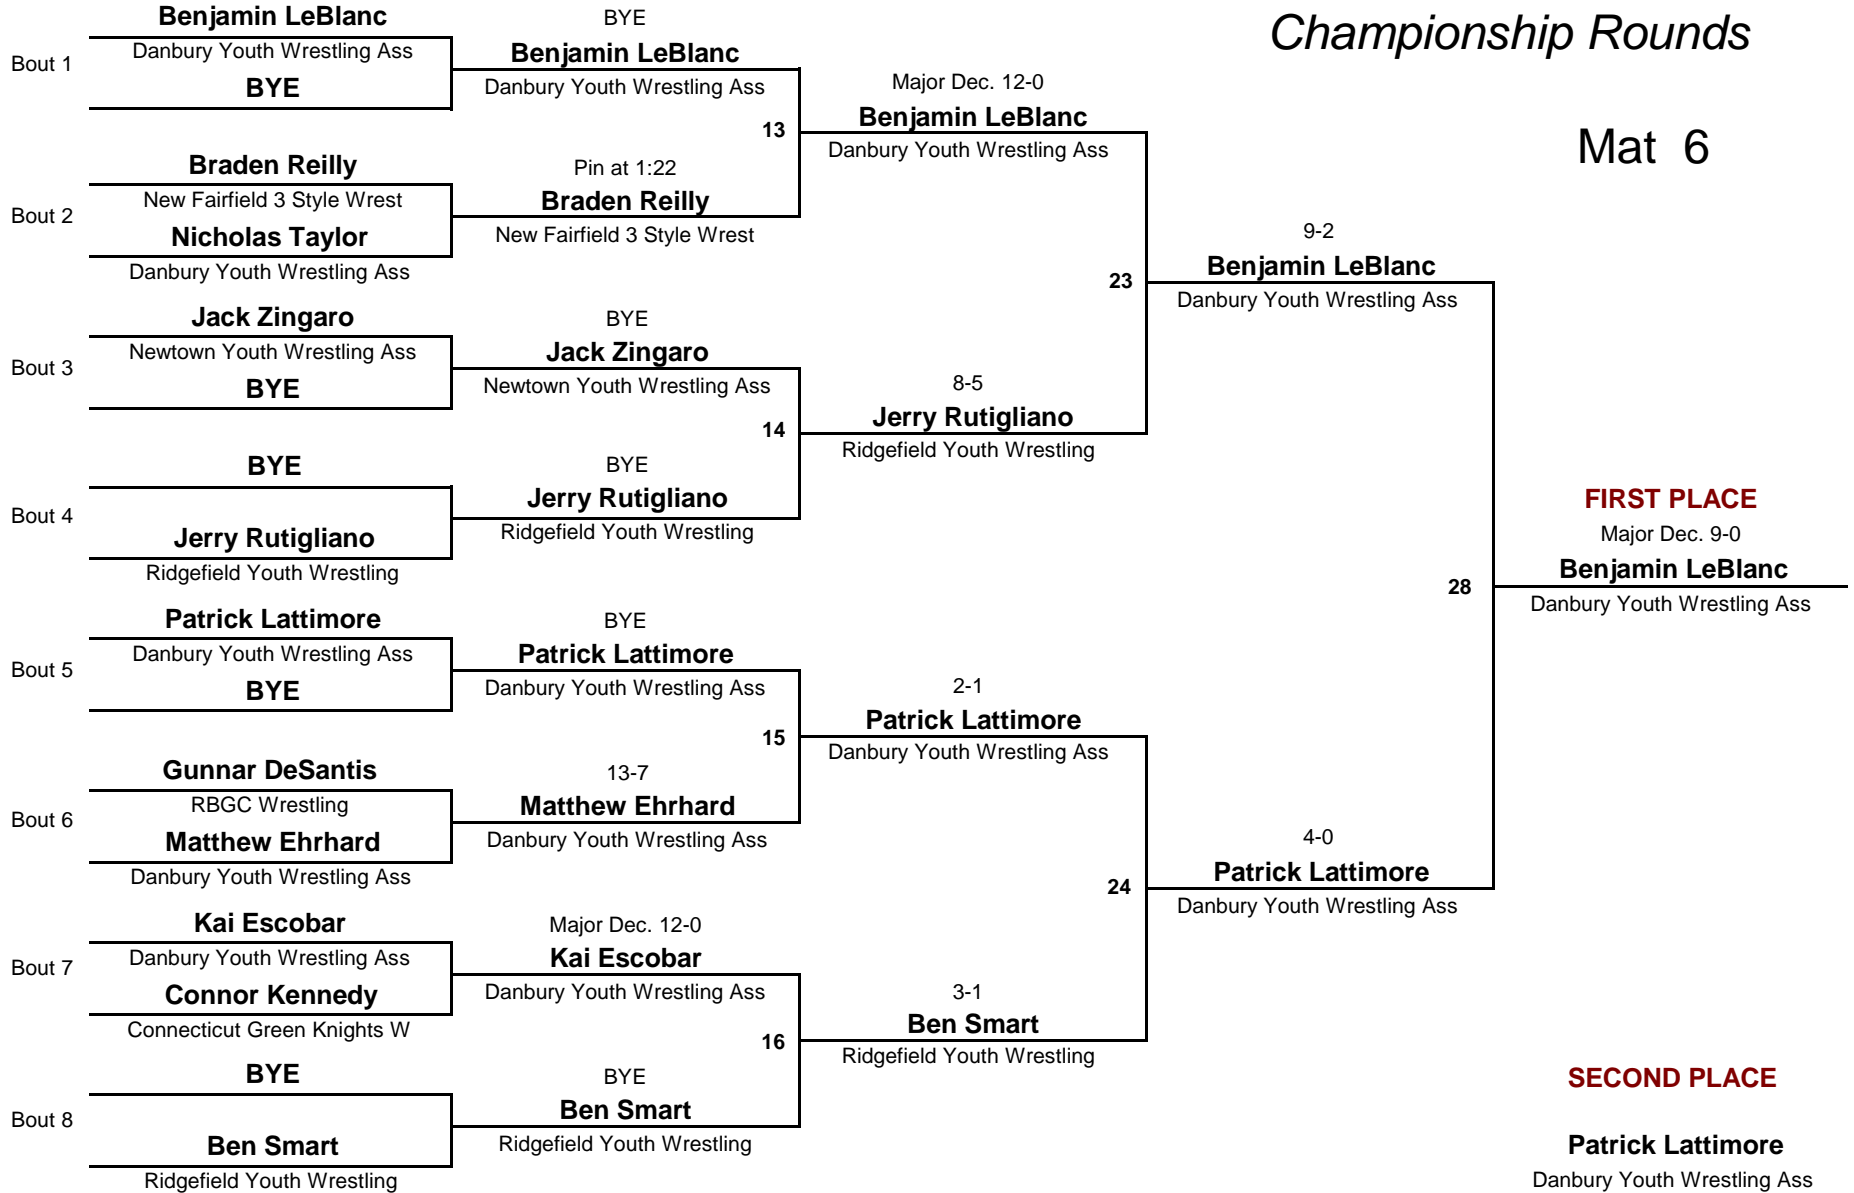 Championship Rounds
Mat 6
Bout 1
Benjamin LeBlanc
Danbury Youth Wrestling Ass
BYE
Bout 2
Braden Reilly
New Fairfield 3 Style Wrest
Nicholas Taylor
Danbury Youth Wrestling Ass
Bout 3
Jack Zingaro
Newtown Youth Wrestling Ass
BYE
Bout 4
BYE
Jerry Rutigliano
Ridgefield Youth Wrestling
Bout 5
Patrick Lattimore
Danbury Youth Wrestling Ass
BYE
Bout 6
Gunnar DeSantis
RBGC Wrestling
Matthew Ehrhard
Danbury Youth Wrestling Ass
Bout 7
Kai Escobar
Danbury Youth Wrestling Ass
Connor Kennedy
Connecticut Green Knights W
Bout 8
BYE
Ben Smart
Ridgefield Youth Wrestling
BYE
Benjamin LeBlanc
Danbury Youth Wrestling Ass
13
Pin at 1:22
Braden Reilly
New Fairfield 3 Style Wrest
BYE
Jack Zingaro
Newtown Youth Wrestling Ass
14
BYE
Jerry Rutigliano
Ridgefield Youth Wrestling
BYE
Patrick Lattimore
Danbury Youth Wrestling Ass
15
13-7
Matthew Ehrhard
Danbury Youth Wrestling Ass
Major Dec. 12-0
Kai Escobar
Danbury Youth Wrestling Ass
16
BYE
Ben Smart
Ridgefield Youth Wrestling
Major Dec. 12-0
Benjamin LeBlanc
Danbury Youth Wrestling Ass
23
8-5
Jerry Rutigliano
Ridgefield Youth Wrestling
2-1
Patrick Lattimore
Danbury Youth Wrestling Ass
24
3-1
Ben Smart
Ridgefield Youth Wrestling
9-2
Benjamin LeBlanc
Danbury Youth Wrestling Ass
28
4-0
Patrick Lattimore
Danbury Youth Wrestling Ass
FIRST PLACE
Major Dec. 9-0
Benjamin LeBlanc
Danbury Youth Wrestling Ass
SECOND PLACE
Patrick Lattimore
Danbury Youth Wrestling Ass